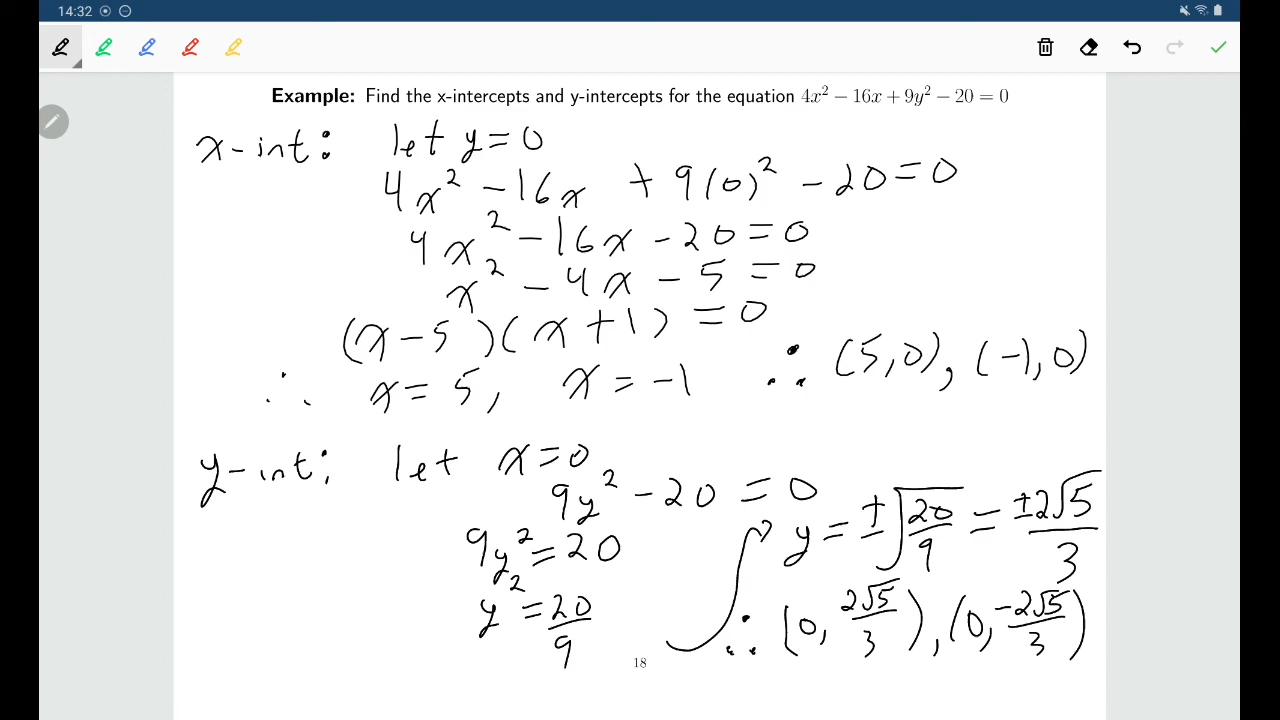 14:32
Example: Find the x-intercepts and y-intercepts for the equation 4x² − 16x + 9y² − 20 = 0
x-int: let y=0
4x² - 16x + 9(0)² - 20 = 0
4x² - 16x - 20 = 0
x² - 4x - 5 = 0
(x-5)(x+1) = 0
∴ x = 5, x = -1 ∴ (5,0), (-1,0)
y-int: let x=0
9y² - 20 = 0
9y² = 20
y² = 20/9
y = ±√(20/9) = ±2√5/3
∴ (0, 2√5/3), (0, -2√5/3)
18